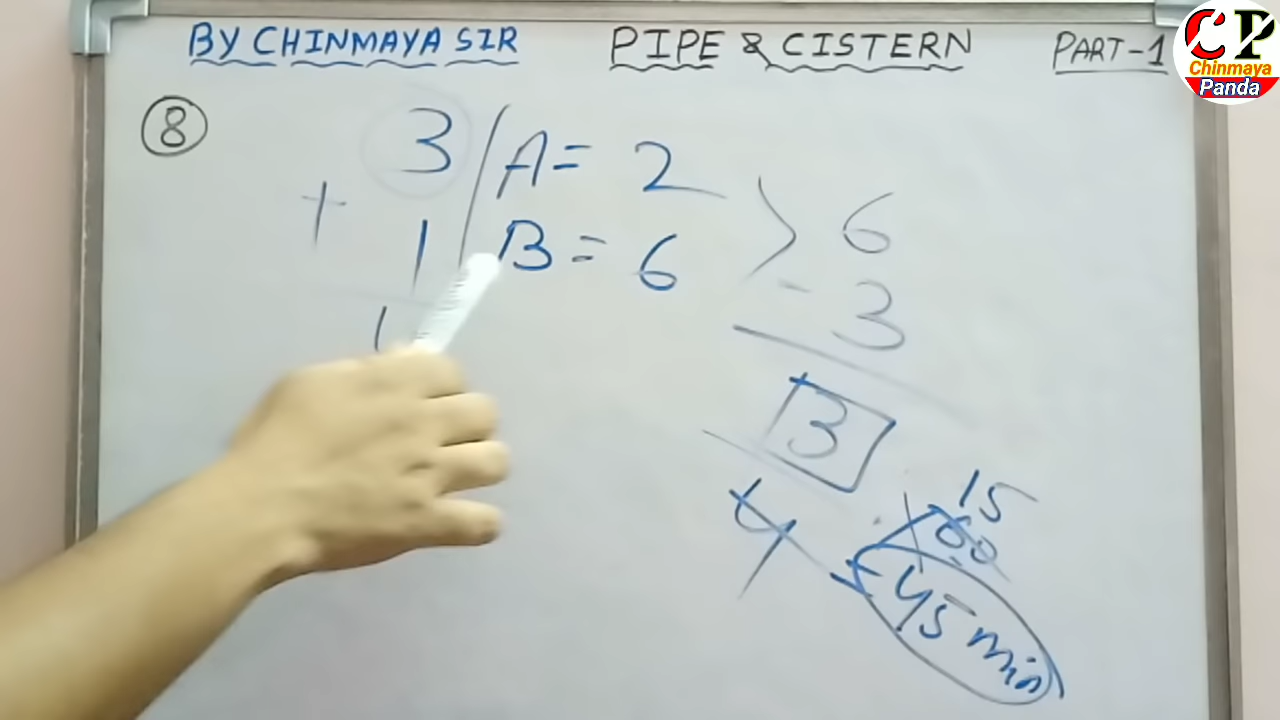 BY CHINMAYA SIR PIPE & CISTERN PART-1
CP
Chinmaya
Panda
8
3 A = 2
+ 1 B = 6
> 6
- 3
3
4
15
× 60
= 45 min